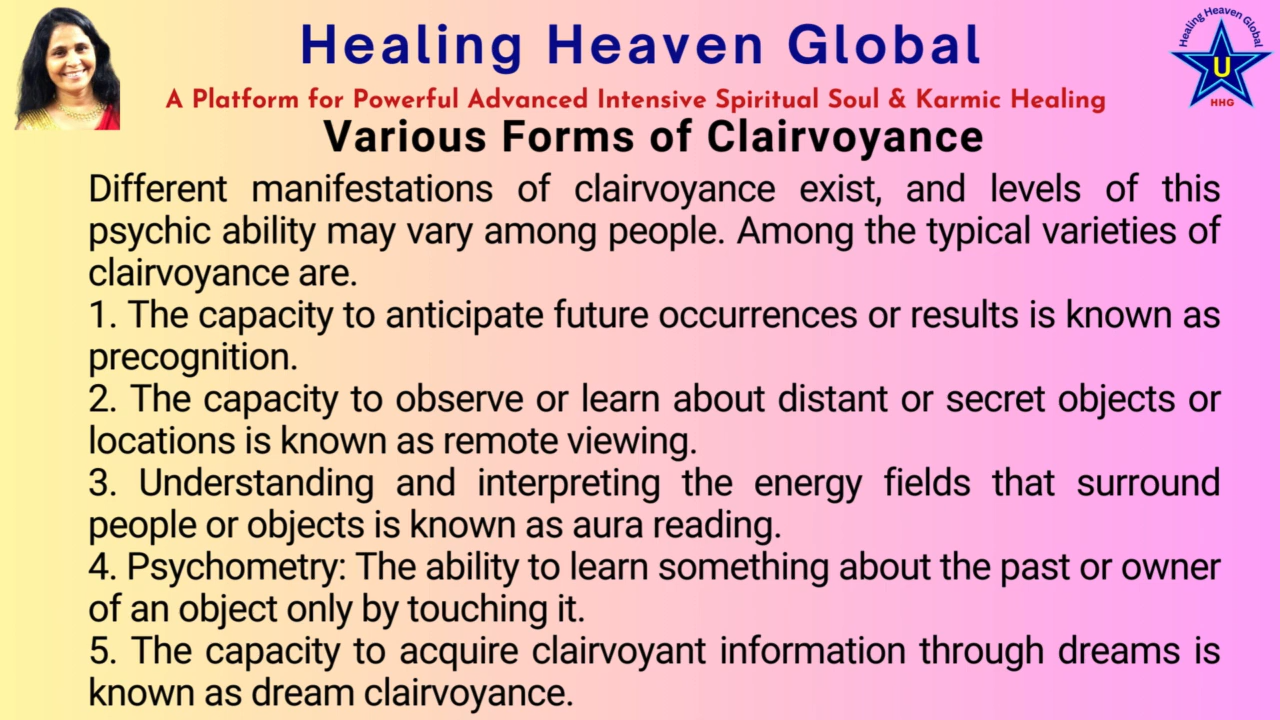 Healing Heaven Global
Healing Heaven Global
U
HHG
A Platform for Powerful Advanced Intensive Spiritual Soul & Karmic Healing
Various Forms of Clairvoyance
Different manifestations of clairvoyance exist, and levels of this
psychic ability may vary among people. Among the typical varieties of
clairvoyance are.
1. The capacity to anticipate future occurrences or results is known as
precognition.
2. The capacity to observe or learn about distant or secret objects or
locations is known as remote viewing.
3. Understanding and interpreting the energy fields that surround
people or objects is known as aura reading.
4. Psychometry: The ability to learn something about the past or owner
of an object only by touching it.
5. The capacity to acquire clairvoyant information through dreams is
known as dream clairvoyance.